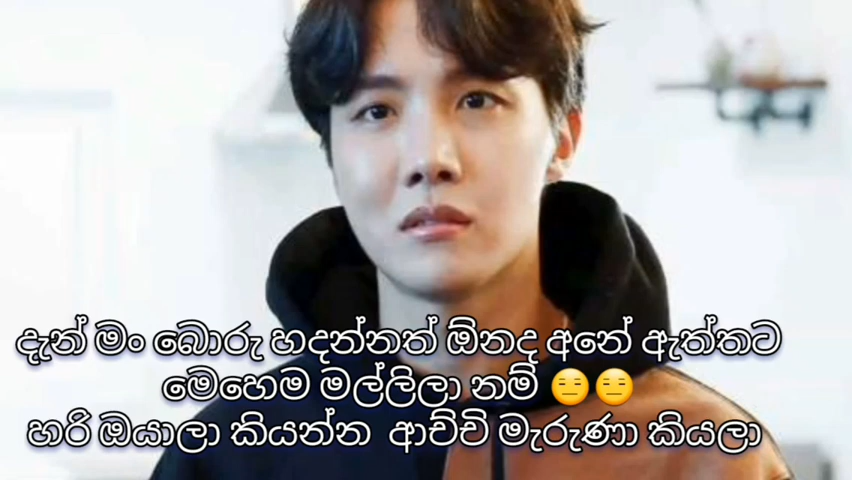 දැන් මං බොරු හදන්නත් ඕනද අනේ ඇත්තට
මෙහෙම මල්ලිලා නම් 😑😑
හරි ඔයාලා කියන්න ආච්චි මැරුණා කියලා